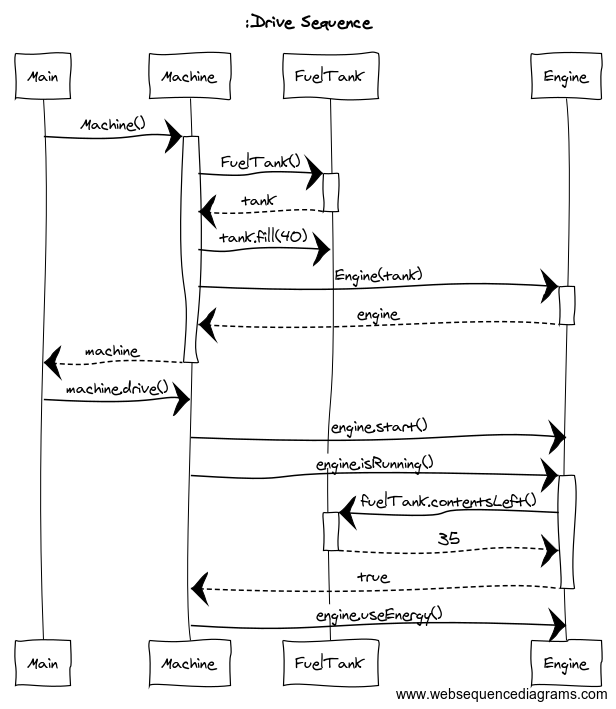 :Drive Sequence
Main
Machine
FuelTank
Engine
Machine()
FuelTank()
tank
tank.fill(40)
Engine(tank)
engine
machine
machine.drive()
engine.start()
engine.isRunning()
fuelTank.contentsLeft()
35
true
engine.useEnergy()
Main
Machine
FuelTank
Engine
www.websequencediagrams.com